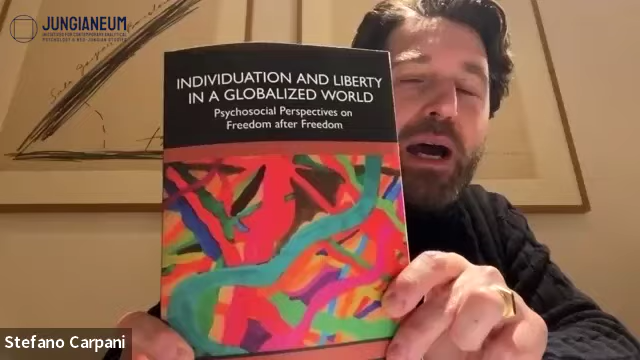 JUNGIANEUM
INDIVIDUATION AND LIBERTY
IN A GLOBALIZED WORLD
Psychosocial Perspectives on
Freedom after Freedom
Stefano Carpani